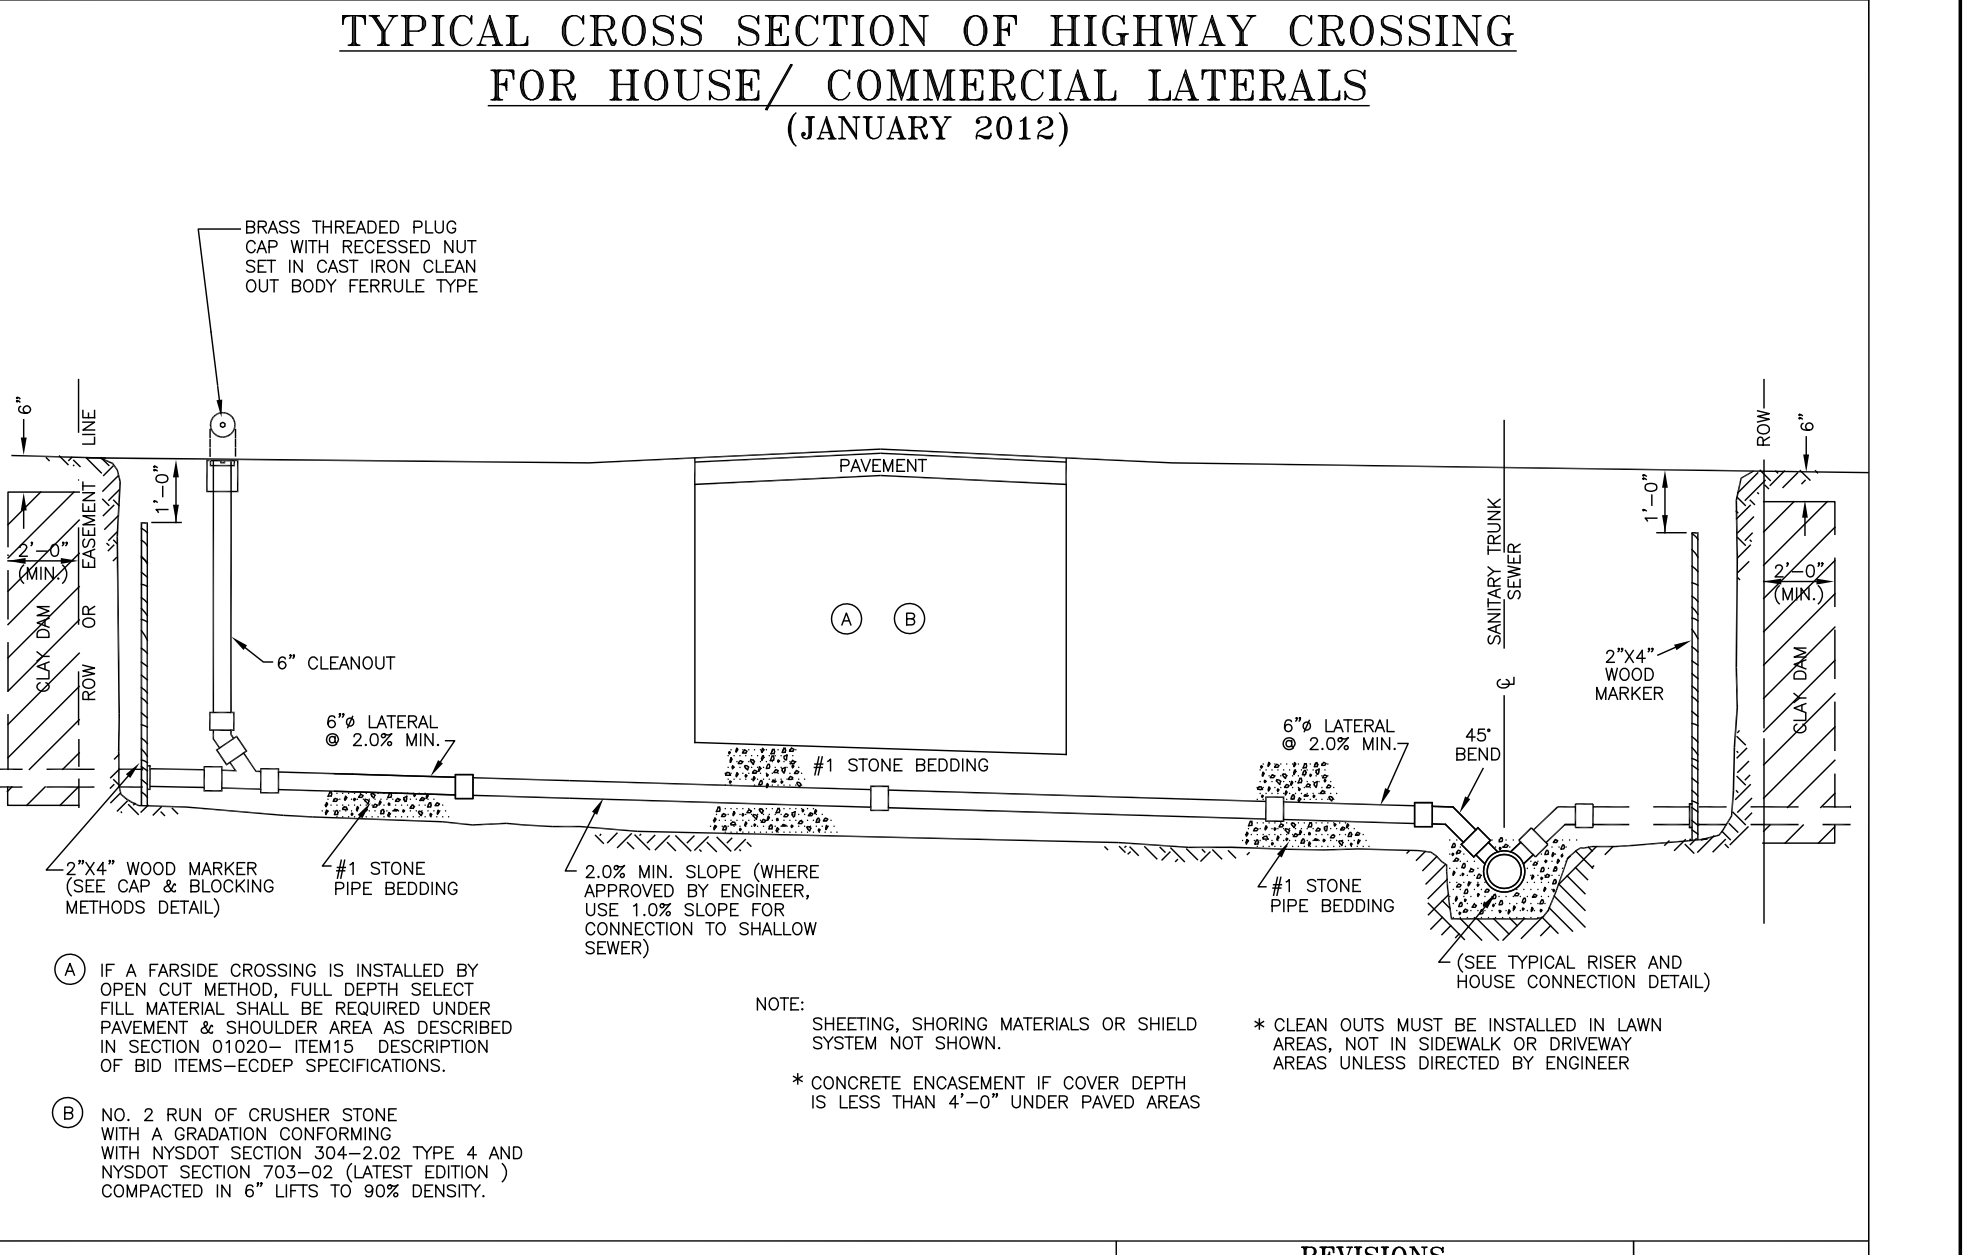 TYPICAL CROSS SECTION OF HIGHWAY CROSSING
FOR HOUSE/ COMMERCIAL LATERALS
(JANUARY 2012)
BRASS THREADED PLUG
CAP WITH RECESSED NUT
SET IN CAST IRON CLEAN
OUT BODY FERRULE TYPE
6"
ROW OR EASEMENT LINE
1'-0"
2'-0"
(MIN.)
CLAY DAM
6" CLEANOUT
6"ø LATERAL
@ 2.0% MIN.
PAVEMENT
A B
#1 STONE BEDDING
SANITARY TRUNK
SEWER
℄
6"ø LATERAL
@ 2.0% MIN.
45°
BEND
1'-0"
2"X4"
WOOD
MARKER
ROW
6"
2'-0"
(MIN.)
CLAY DAM
2"X4" WOOD MARKER
(SEE CAP & BLOCKING
METHODS DETAIL)
#1 STONE
PIPE BEDDING
2.0% MIN. SLOPE (WHERE
APPROVED BY ENGINEER,
USE 1.0% SLOPE FOR
CONNECTION TO SHALLOW
SEWER)
#1 STONE
PIPE BEDDING
(SEE TYPICAL RISER AND
HOUSE CONNECTION DETAIL)
A IF A FARSIDE CROSSING IS INSTALLED BY
OPEN CUT METHOD, FULL DEPTH SELECT
FILL MATERIAL SHALL BE REQUIRED UNDER
PAVEMENT & SHOULDER AREA AS DESCRIBED
IN SECTION 01020- ITEM15 DESCRIPTION
OF BID ITEMS-ECDEP SPECIFICATIONS.
B NO. 2 RUN OF CRUSHER STONE
WITH A GRADATION CONFORMING
WITH NYSDOT SECTION 304-2.02 TYPE 4 AND
NYSDOT SECTION 703-02 (LATEST EDITION )
COMPACTED IN 6" LIFTS TO 90% DENSITY.
NOTE:
SHEETING, SHORING MATERIALS OR SHIELD
SYSTEM NOT SHOWN.
* CONCRETE ENCASEMENT IF COVER DEPTH
IS LESS THAN 4'-0" UNDER PAVED AREAS
* CLEAN OUTS MUST BE INSTALLED IN LAWN
AREAS, NOT IN SIDEWALK OR DRIVEWAY
AREAS UNLESS DIRECTED BY ENGINEER
REVISIONS